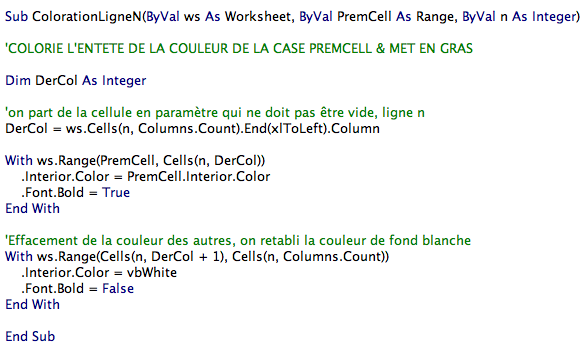 Sub ColorationLigneN(ByVal ws As Worksheet, ByVal PremCell As Range, ByVal n As Integer)
'COLORIE L'ENTETE DE LA COULEUR DE LA CASE PREMCELL & MET EN GRAS
Dim DerCol As Integer
'on part de la cellule en paramètre qui ne doit pas être vide, ligne n
DerCol = ws.Cells(n, Columns.Count).End(xlToLeft).Column
With ws.Range(PremCell, Cells(n, DerCol))
.Interior.Color = PremCell.Interior.Color
.Font.Bold = True
End With
'Effacement de la couleur des autres, on retabli la couleur de fond blanche
With ws.Range(Cells(n, DerCol + 1), Cells(n, Columns.Count))
.Interior.Color = vbWhite
.Font.Bold = False
End With
End Sub